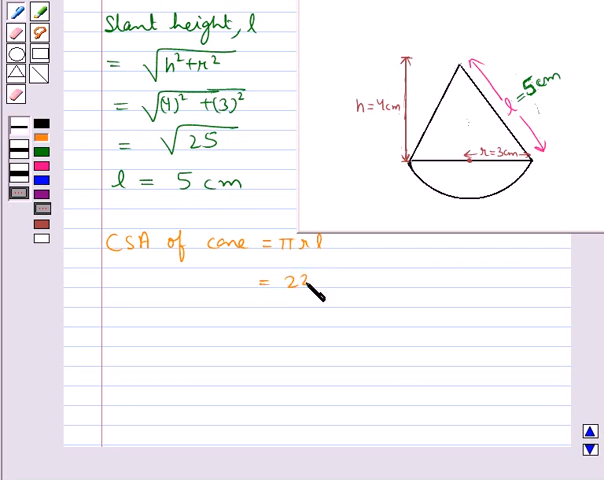 Slant height, l
= √h²+r²
= √(4)² +(3)²
= √25
l = 5 cm
CSA of cone = πrl
= 22
h=4cm
l=5cm
r=3cm